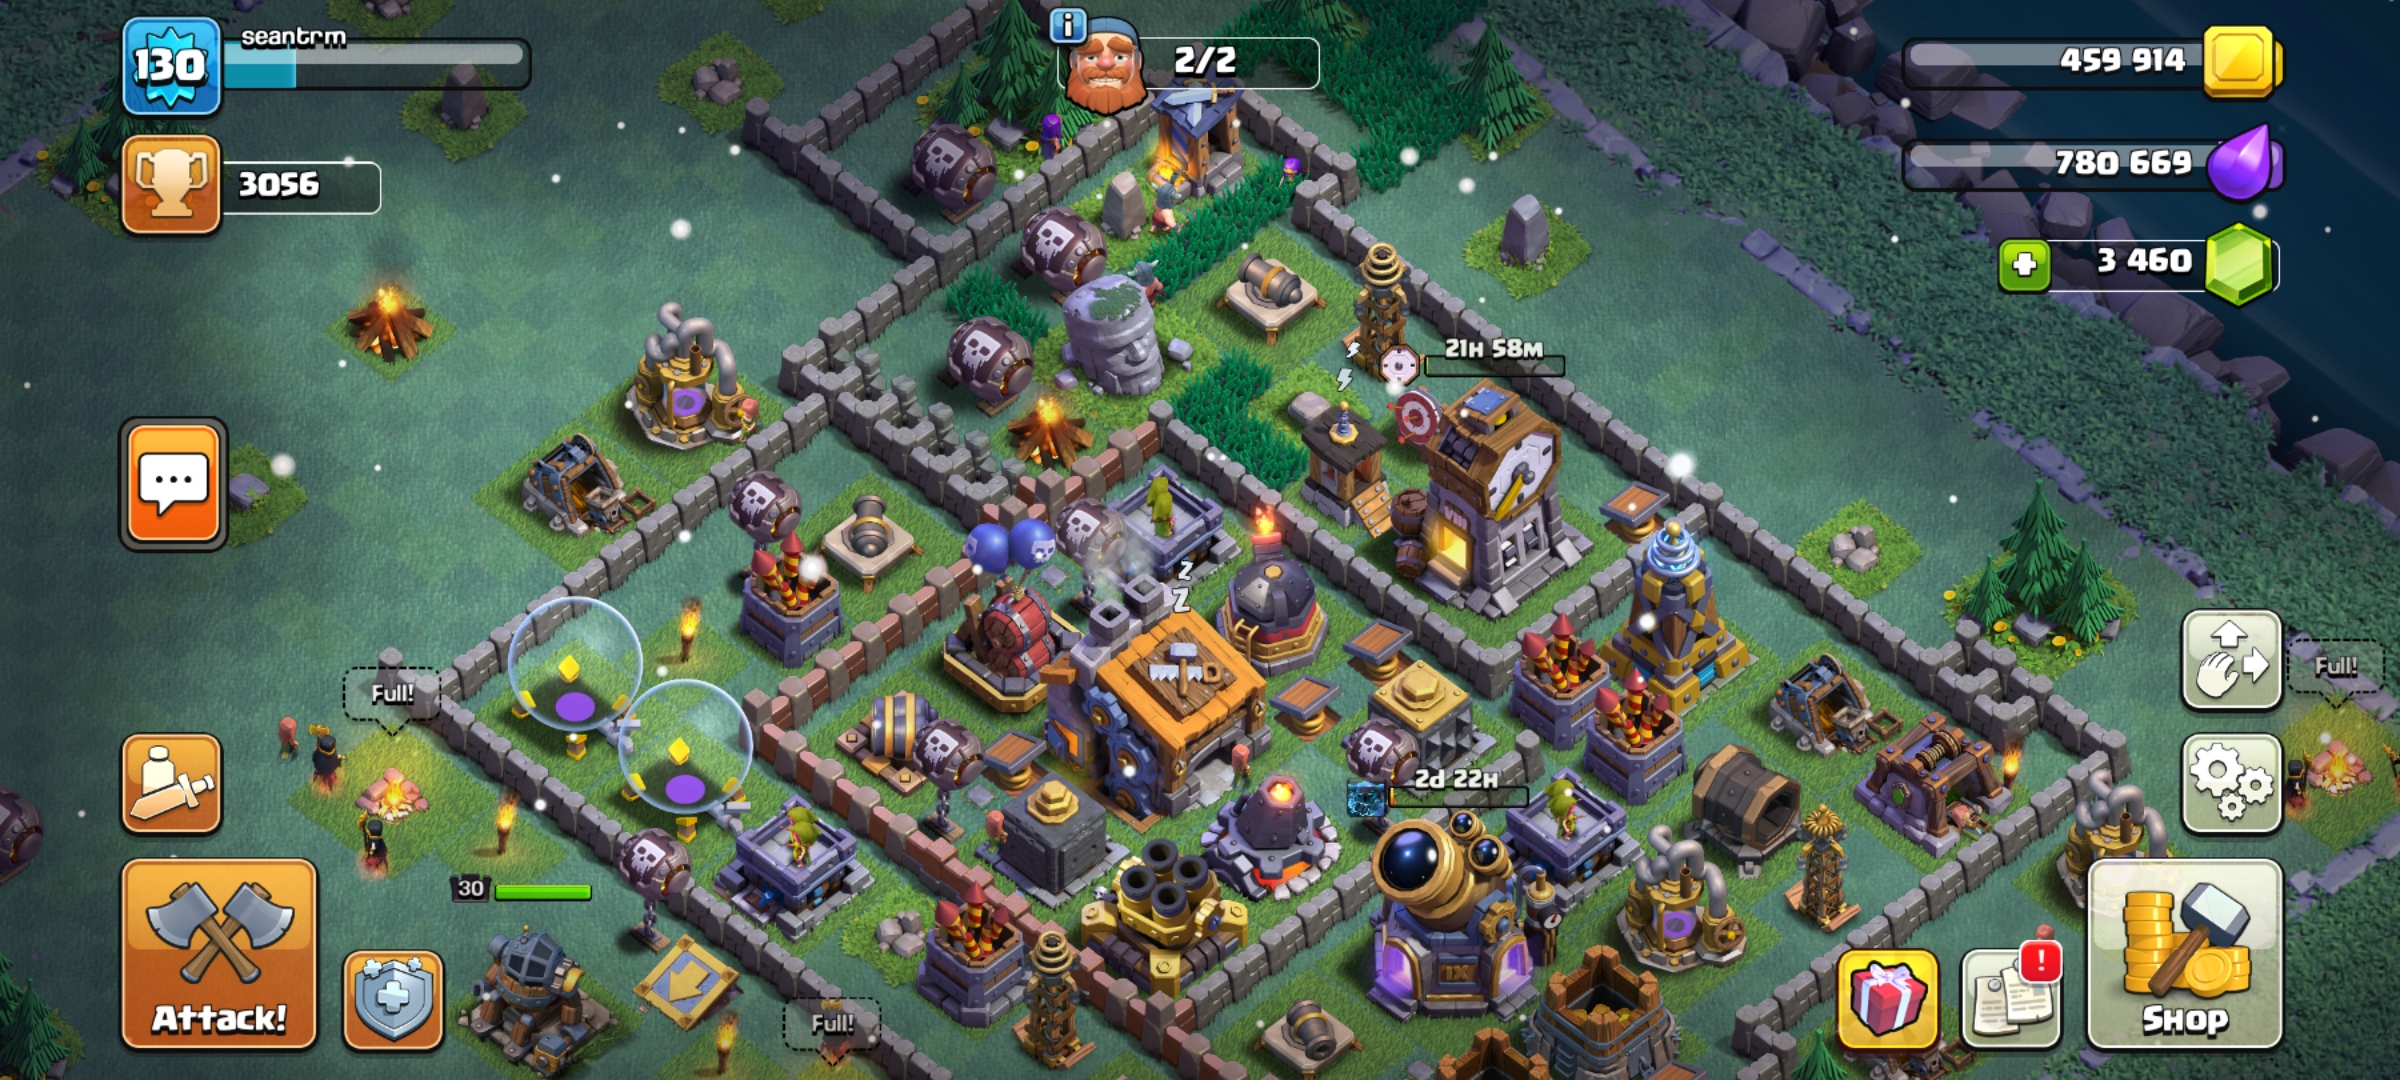 130
seantrm
2/2
459 914
3056
780 669
3 460
21H 58M
Z
Z
Full!
Full!
2d 22H
30
Attack!
Full!
!
Shop